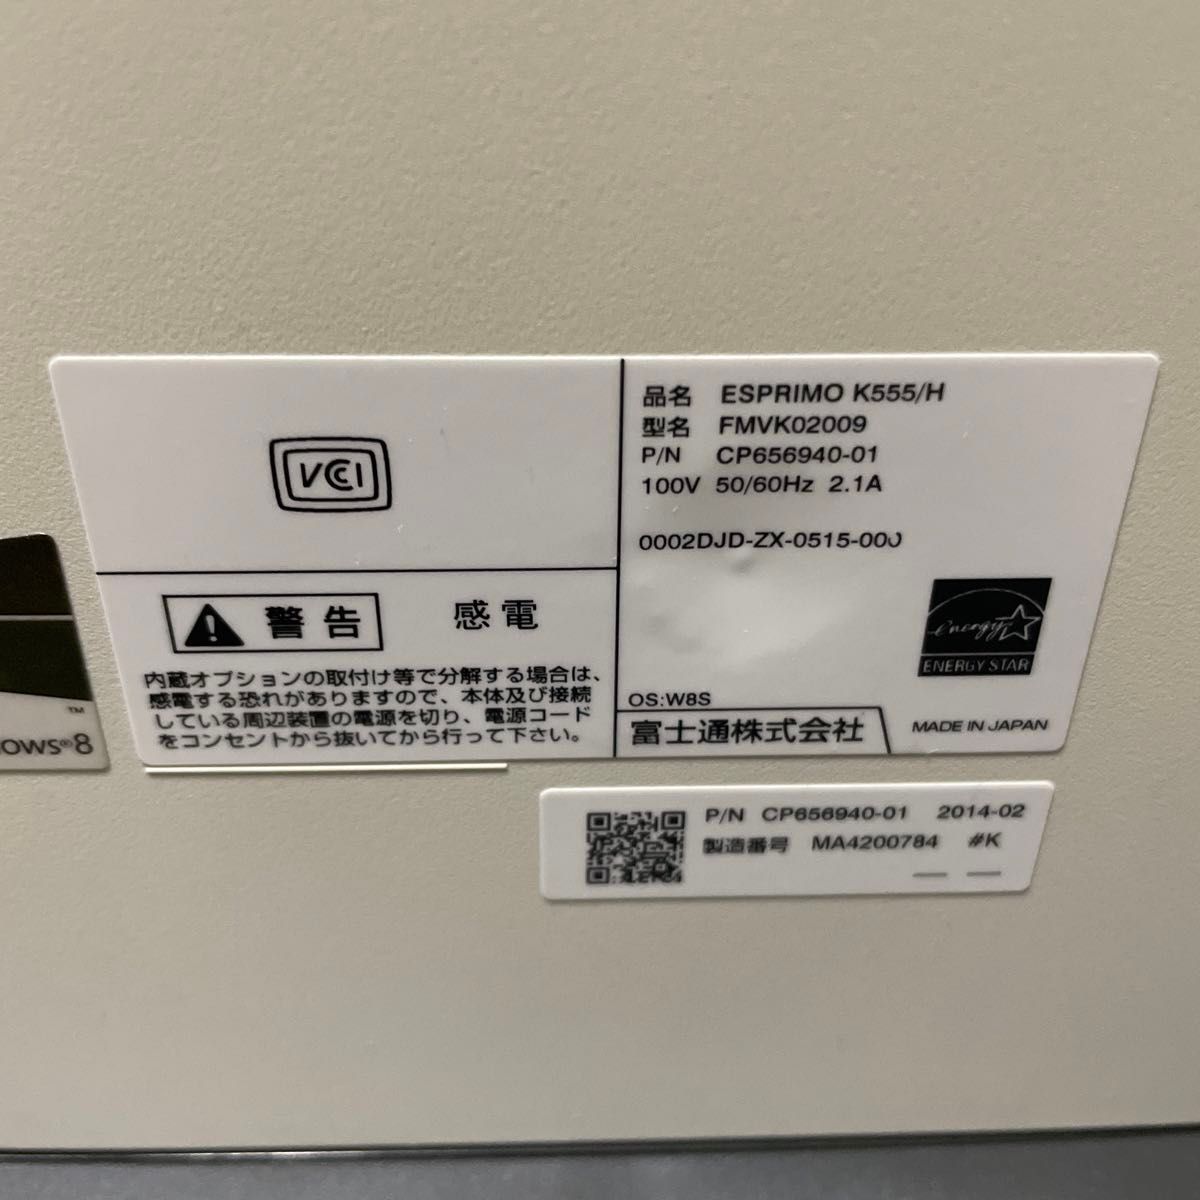 VCCI
警告 感電
内蔵オプションの取付け等で分解する場合は、
感電する恐れがありますので、本体及び接続
している周辺装置の電源を切り、電源コード
をコンセントから抜いてから行って下さい。
品名 ESPRIMO K555/H
型名 FMVK02009
P/N CP656940-01
100V 50/60Hz 2.1A
0002DJD-ZX-0515-000
energy
ENERGY STAR
OS:W8S
富士通株式会社
MADE IN JAPAN
ows®8
™
P/N CP656940-01 2014-02
製造番号 MA4200784 #K